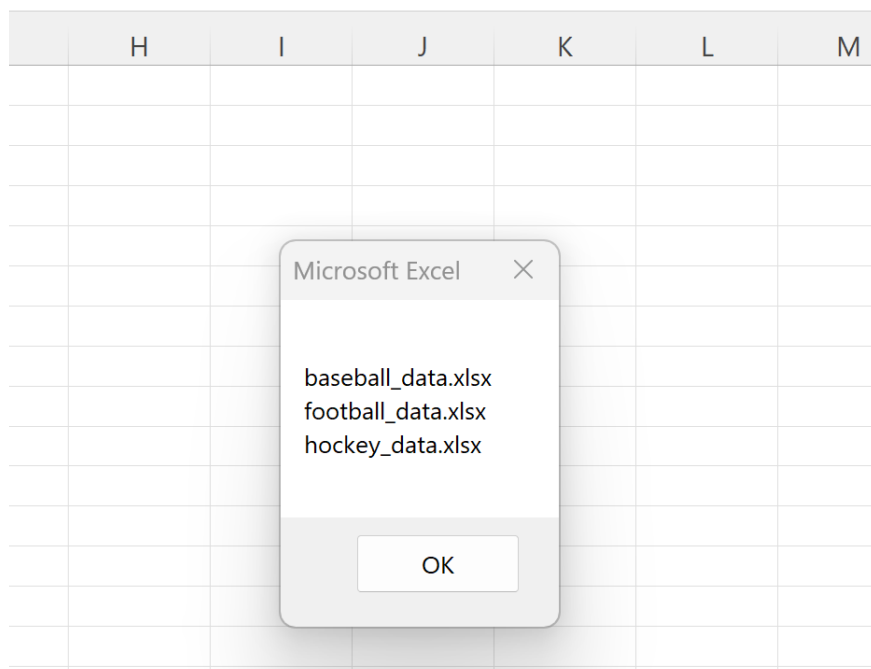 H I J K L M
Microsoft Excel
baseball_data.xlsx
football_data.xlsx
hockey_data.xlsx
OK